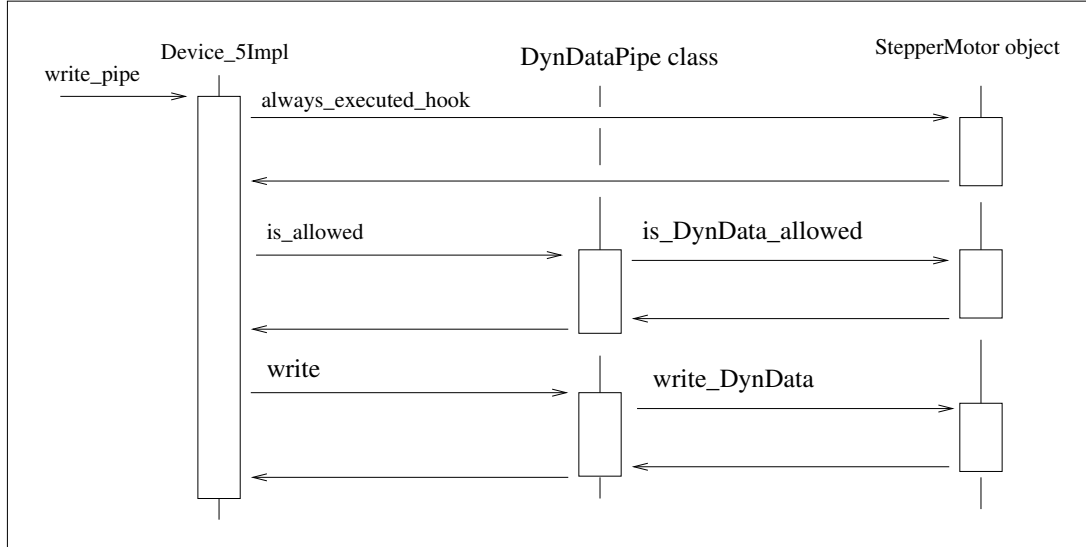 Device_5Impl
DynDataPipe class
StepperMotor object
write_pipe
always_executed_hook
is_allowed
is_DynData_allowed
write
write_DynData